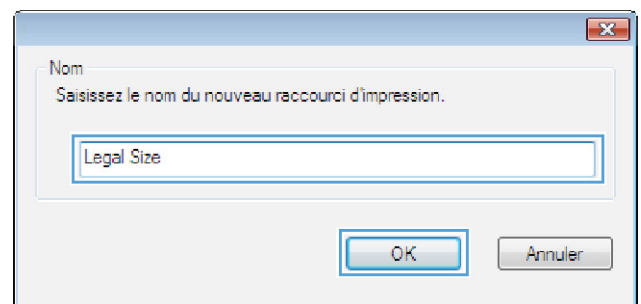 Nom
Saisissez le nom du nouveau raccourci d'impression.
Legal Size
OK
Annuler